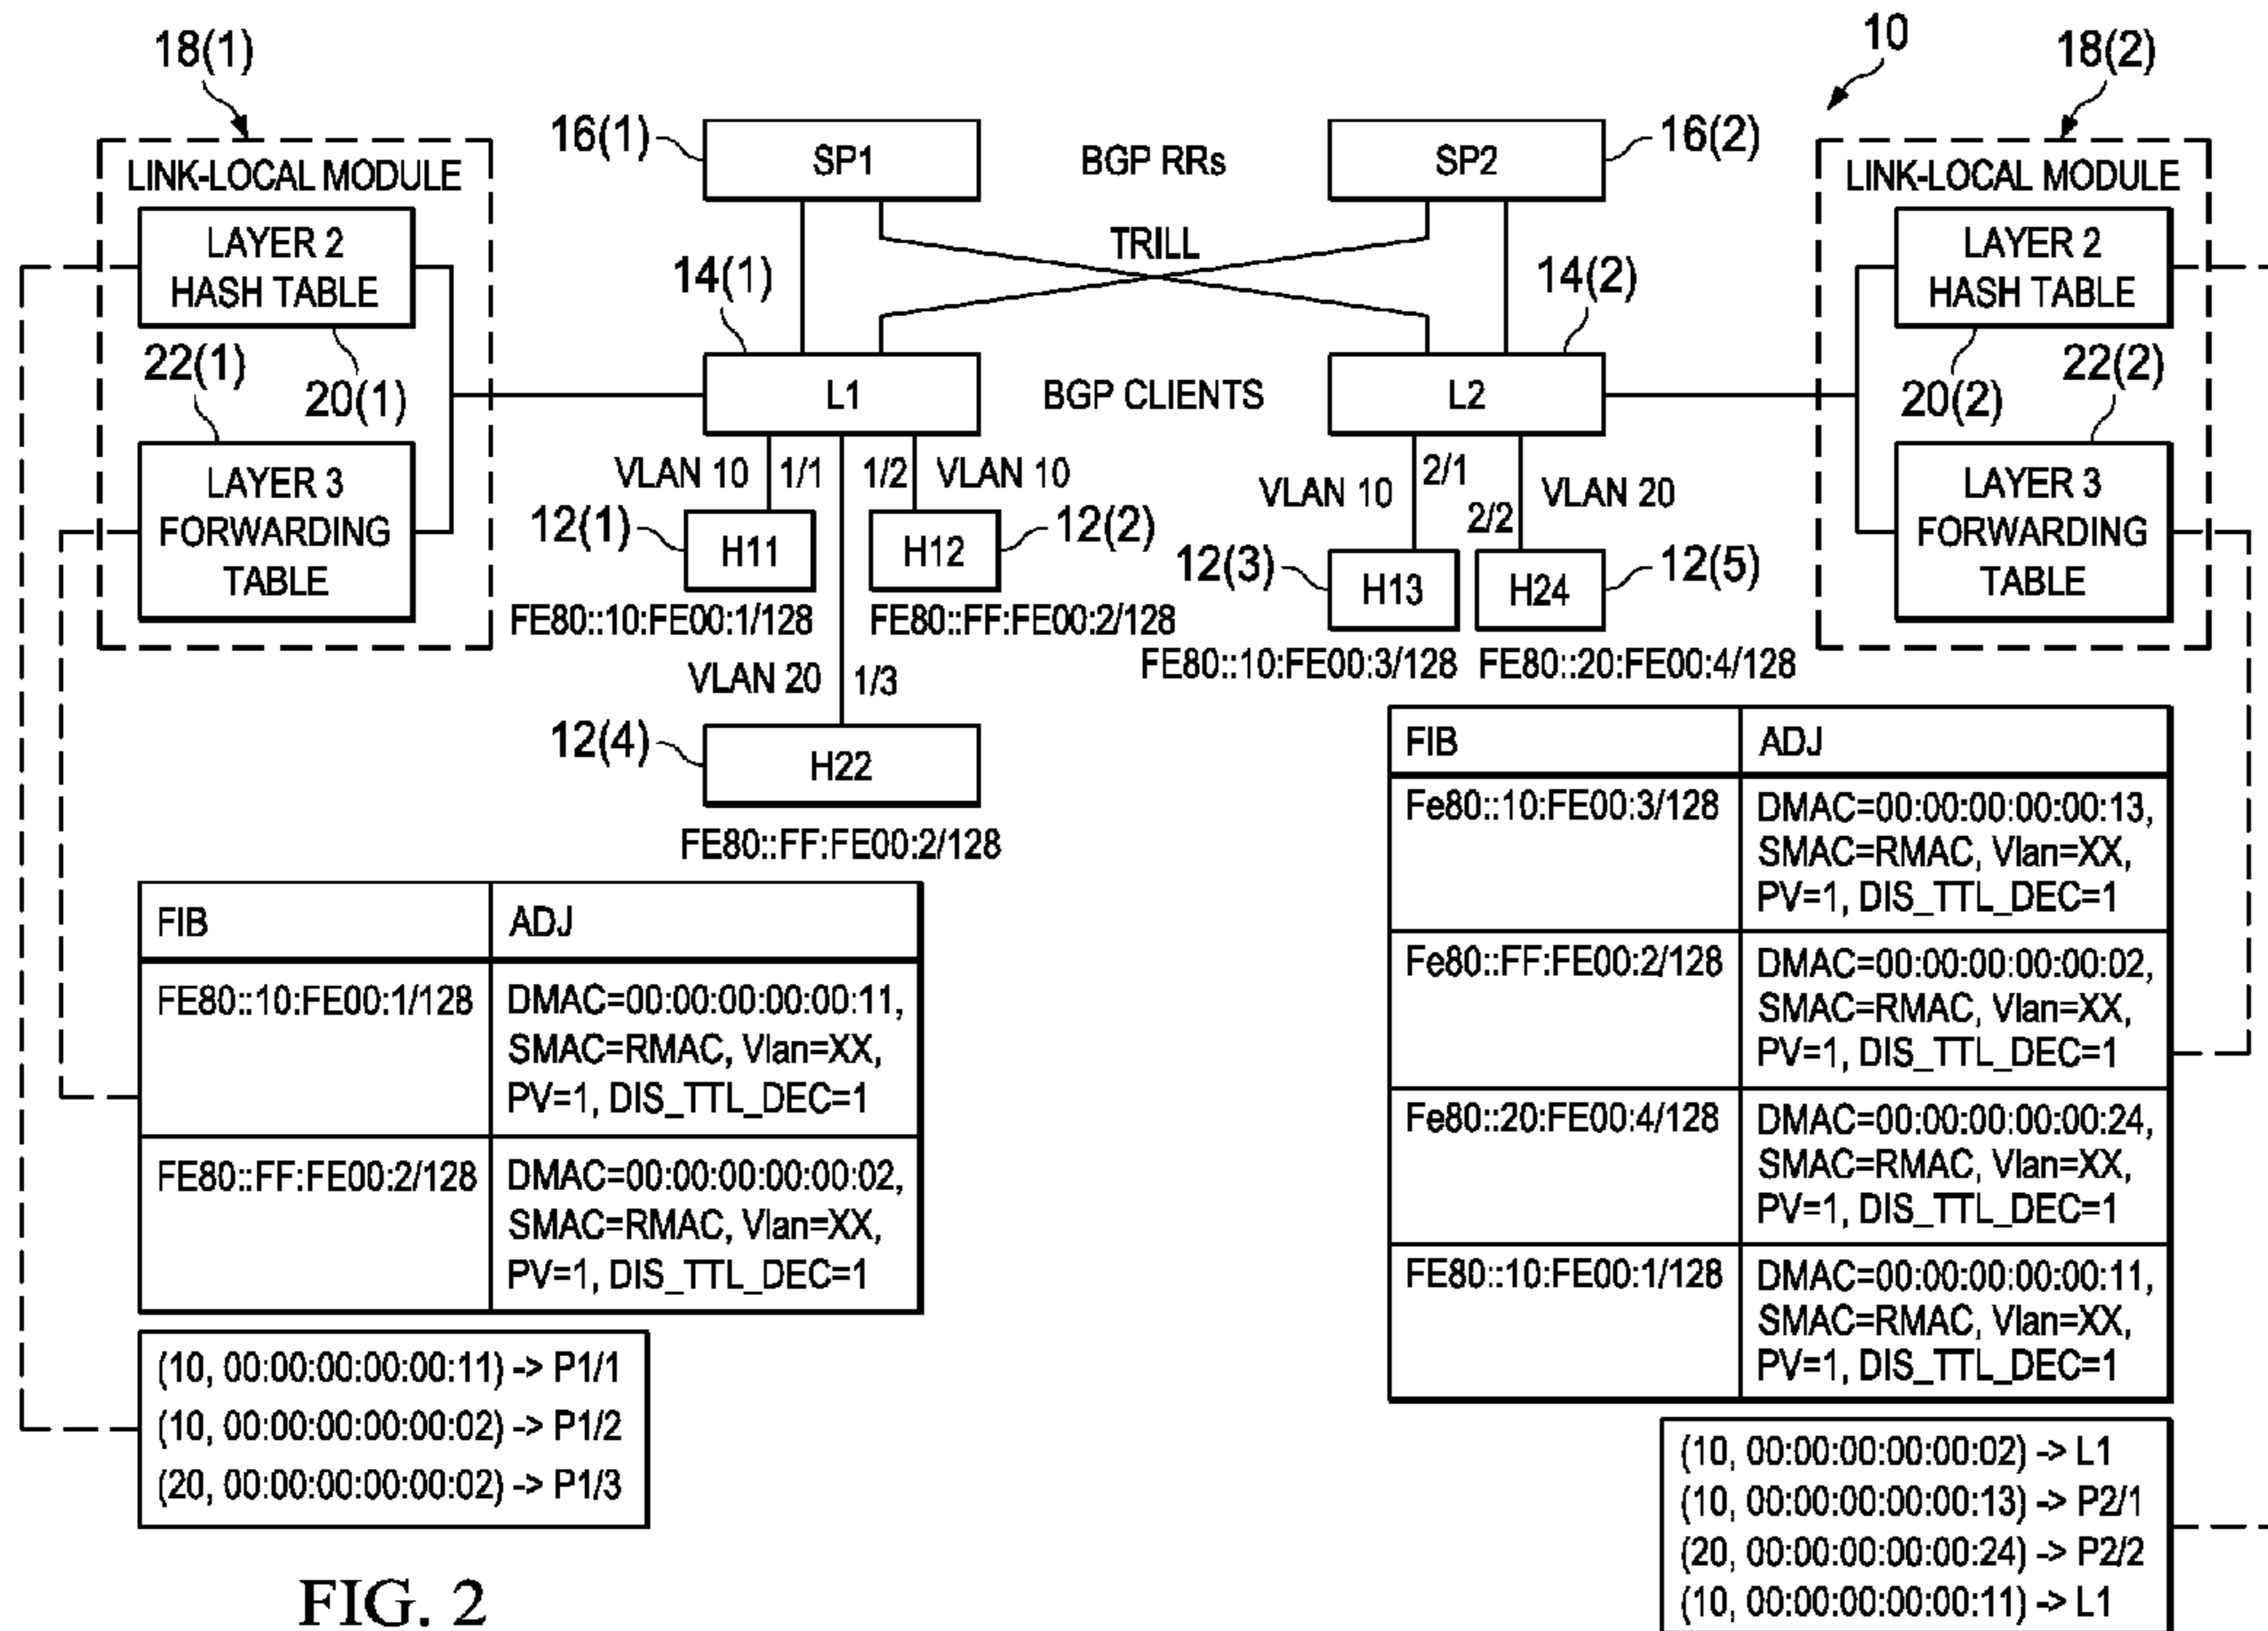 18(1)
10
18(2)
16(1)
SP1
BGP RRs
SP2
16(2)
LINK-LOCAL MODULE
LAYER 2
HASH TABLE
20(1)
22(1)
LAYER 3
FORWARDING
TABLE
TRILL
14(1)
14(2)
L1
BGP CLIENTS
L2
LINK-LOCAL MODULE
LAYER 2
HASH TABLE
20(2)
22(2)
LAYER 3
FORWARDING
TABLE
VLAN 10
1/1
1/2
VLAN 10
12(1)
H11
H12
12(2)
FE80::10:FE00:1/128
FE80::FF:FE00:2/128
VLAN 20
1/3
12(4)
H22
FE80::FF:FE00:2/128
VLAN 10
2/1
2/2
VLAN 20
12(3)
H13
H24
12(5)
FE80::10:FE00:3/128
FE80::20:FE00:4/128
FIB
ADJ
FE80::10:FE00:1/128
DMAC=00:00:00:00:00:11,
SMAC=RMAC, Vlan=XX,
PV=1, DIS_TTL_DEC=1
FE80::FF:FE00:2/128
DMAC=00:00:00:00:00:02,
SMAC=RMAC, Vlan=XX,
PV=1, DIS_TTL_DEC=1
(10, 00:00:00:00:00:11) -> P1/1
(10, 00:00:00:00:00:02) -> P1/2
(20, 00:00:00:00:00:02) -> P1/3
FIB
ADJ
Fe80::10:FE00:3/128
DMAC=00:00:00:00:00:13,
SMAC=RMAC, Vlan=XX,
PV=1, DIS_TTL_DEC=1
Fe80::FF:FE00:2/128
DMAC=00:00:00:00:00:02,
SMAC=RMAC, Vlan=XX,
PV=1, DIS_TTL_DEC=1
Fe80::20:FE00:4/128
DMAC=00:00:00:00:00:24,
SMAC=RMAC, Vlan=XX,
PV=1, DIS_TTL_DEC=1
FE80::10:FE00:1/128
DMAC=00:00:00:00:00:11,
SMAC=RMAC, Vlan=XX,
PV=1, DIS_TTL_DEC=1
(10, 00:00:00:00:00:02) -> L1
(10, 00:00:00:00:00:13) -> P2/1
(20, 00:00:00:00:00:24) -> P2/2
(10, 00:00:00:00:00:11) -> L1
FIG. 2